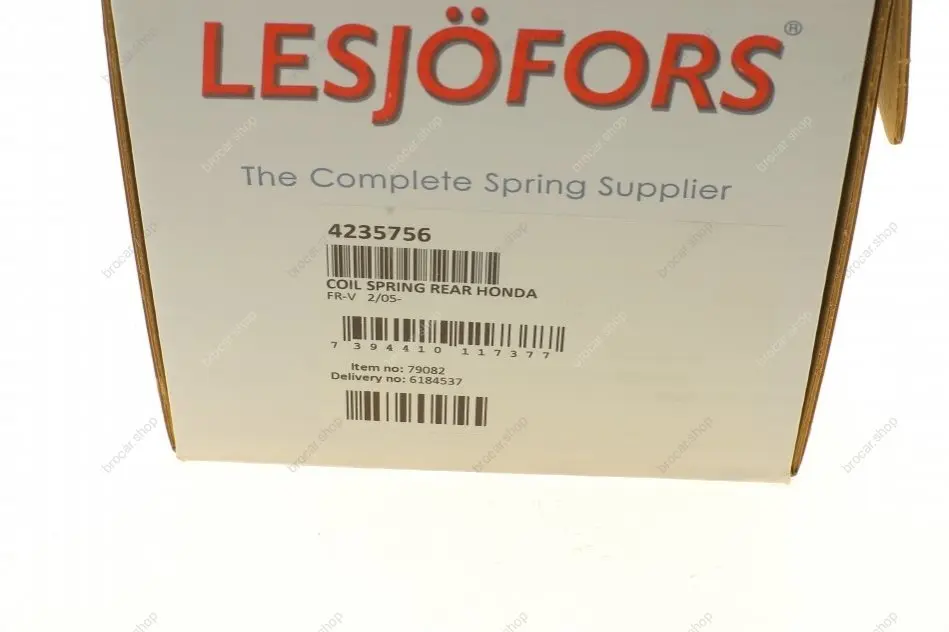 LESJÖFORS®
The Complete Spring Supplier
4235756
COIL SPRING REAR HONDA
FR-V 2/05-
7 394410 117377
Item no: 79082
Delivery no: 6184537
brocar.shop